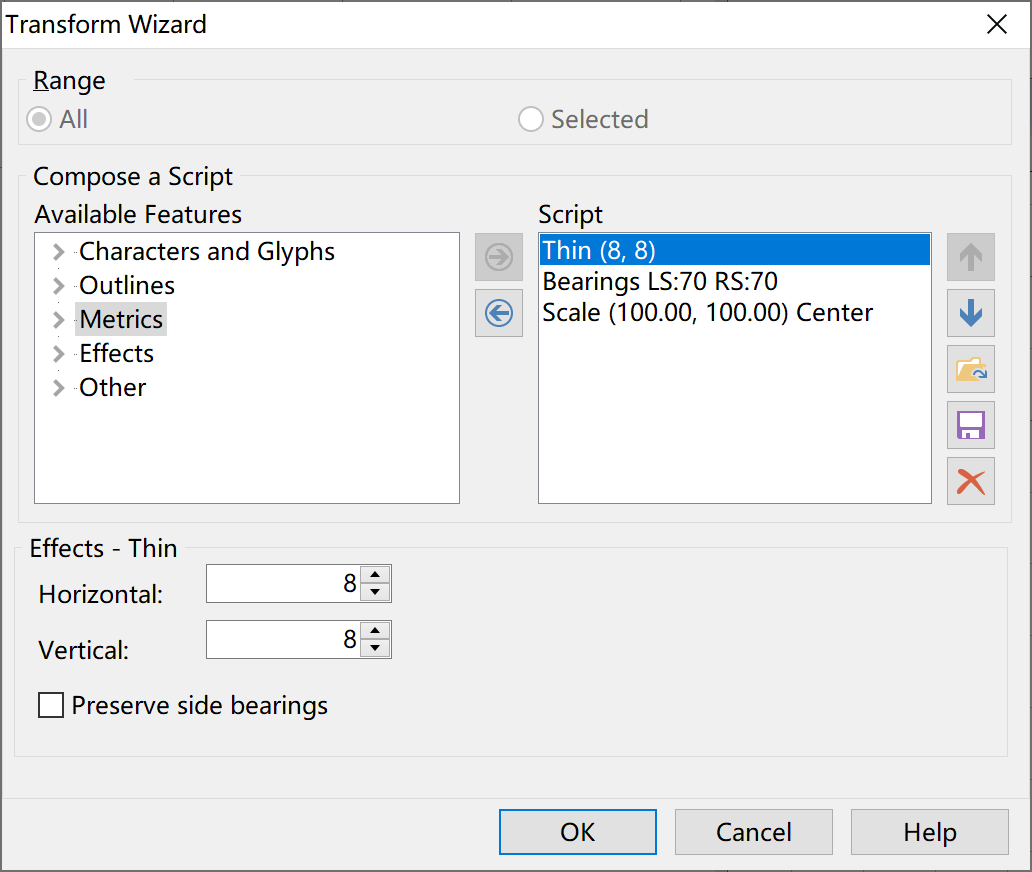 Transform Wizard
Range
All
Selected
Compose a Script
Available Features
Script
Characters and Glyphs
Outlines
Metrics
Effects
Other
Thin (8, 8)
Bearings LS:70 RS:70
Scale (100.00, 100.00) Center
Effects - Thin
Horizontal: 8
Vertical: 8
Preserve side bearings
OK
Cancel
Help